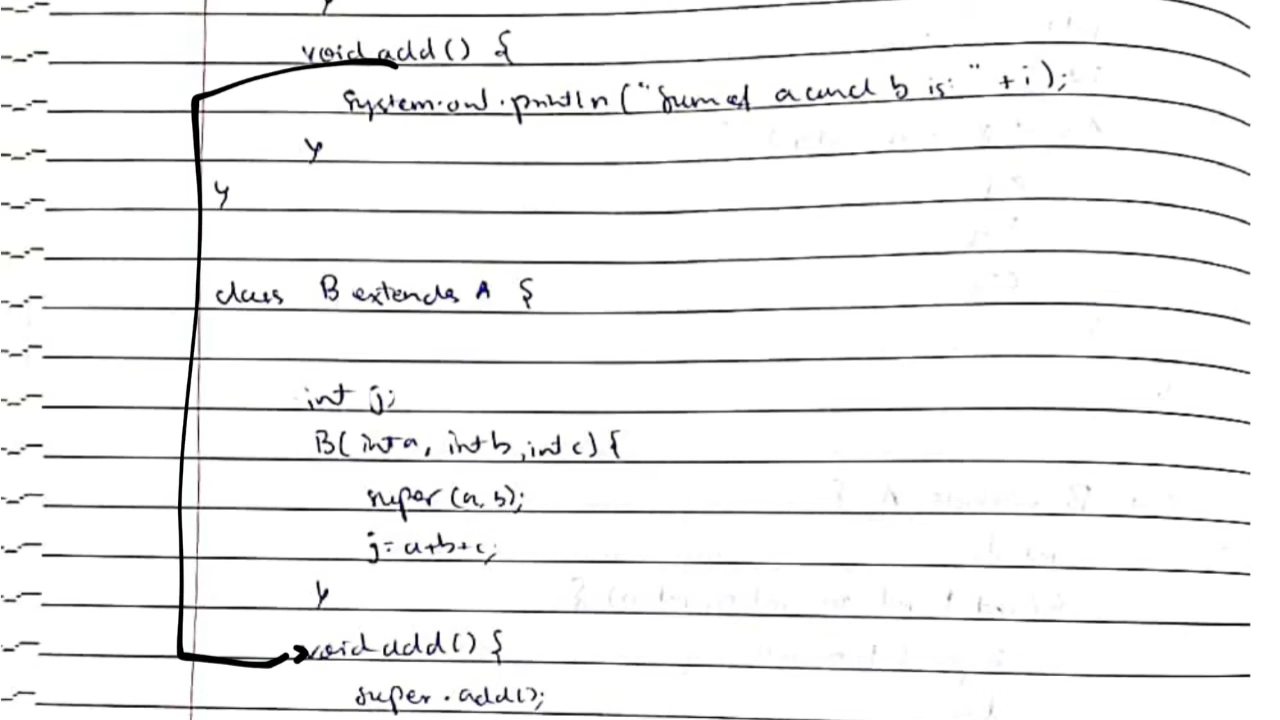 }
void add() {
System.out.println("Sum of a and b is: " + i);
}
}
class B extends A {
int j;
B(int a, int b, int c) {
super(a, b);
j = a+b+c;
}
void add() {
super.add();